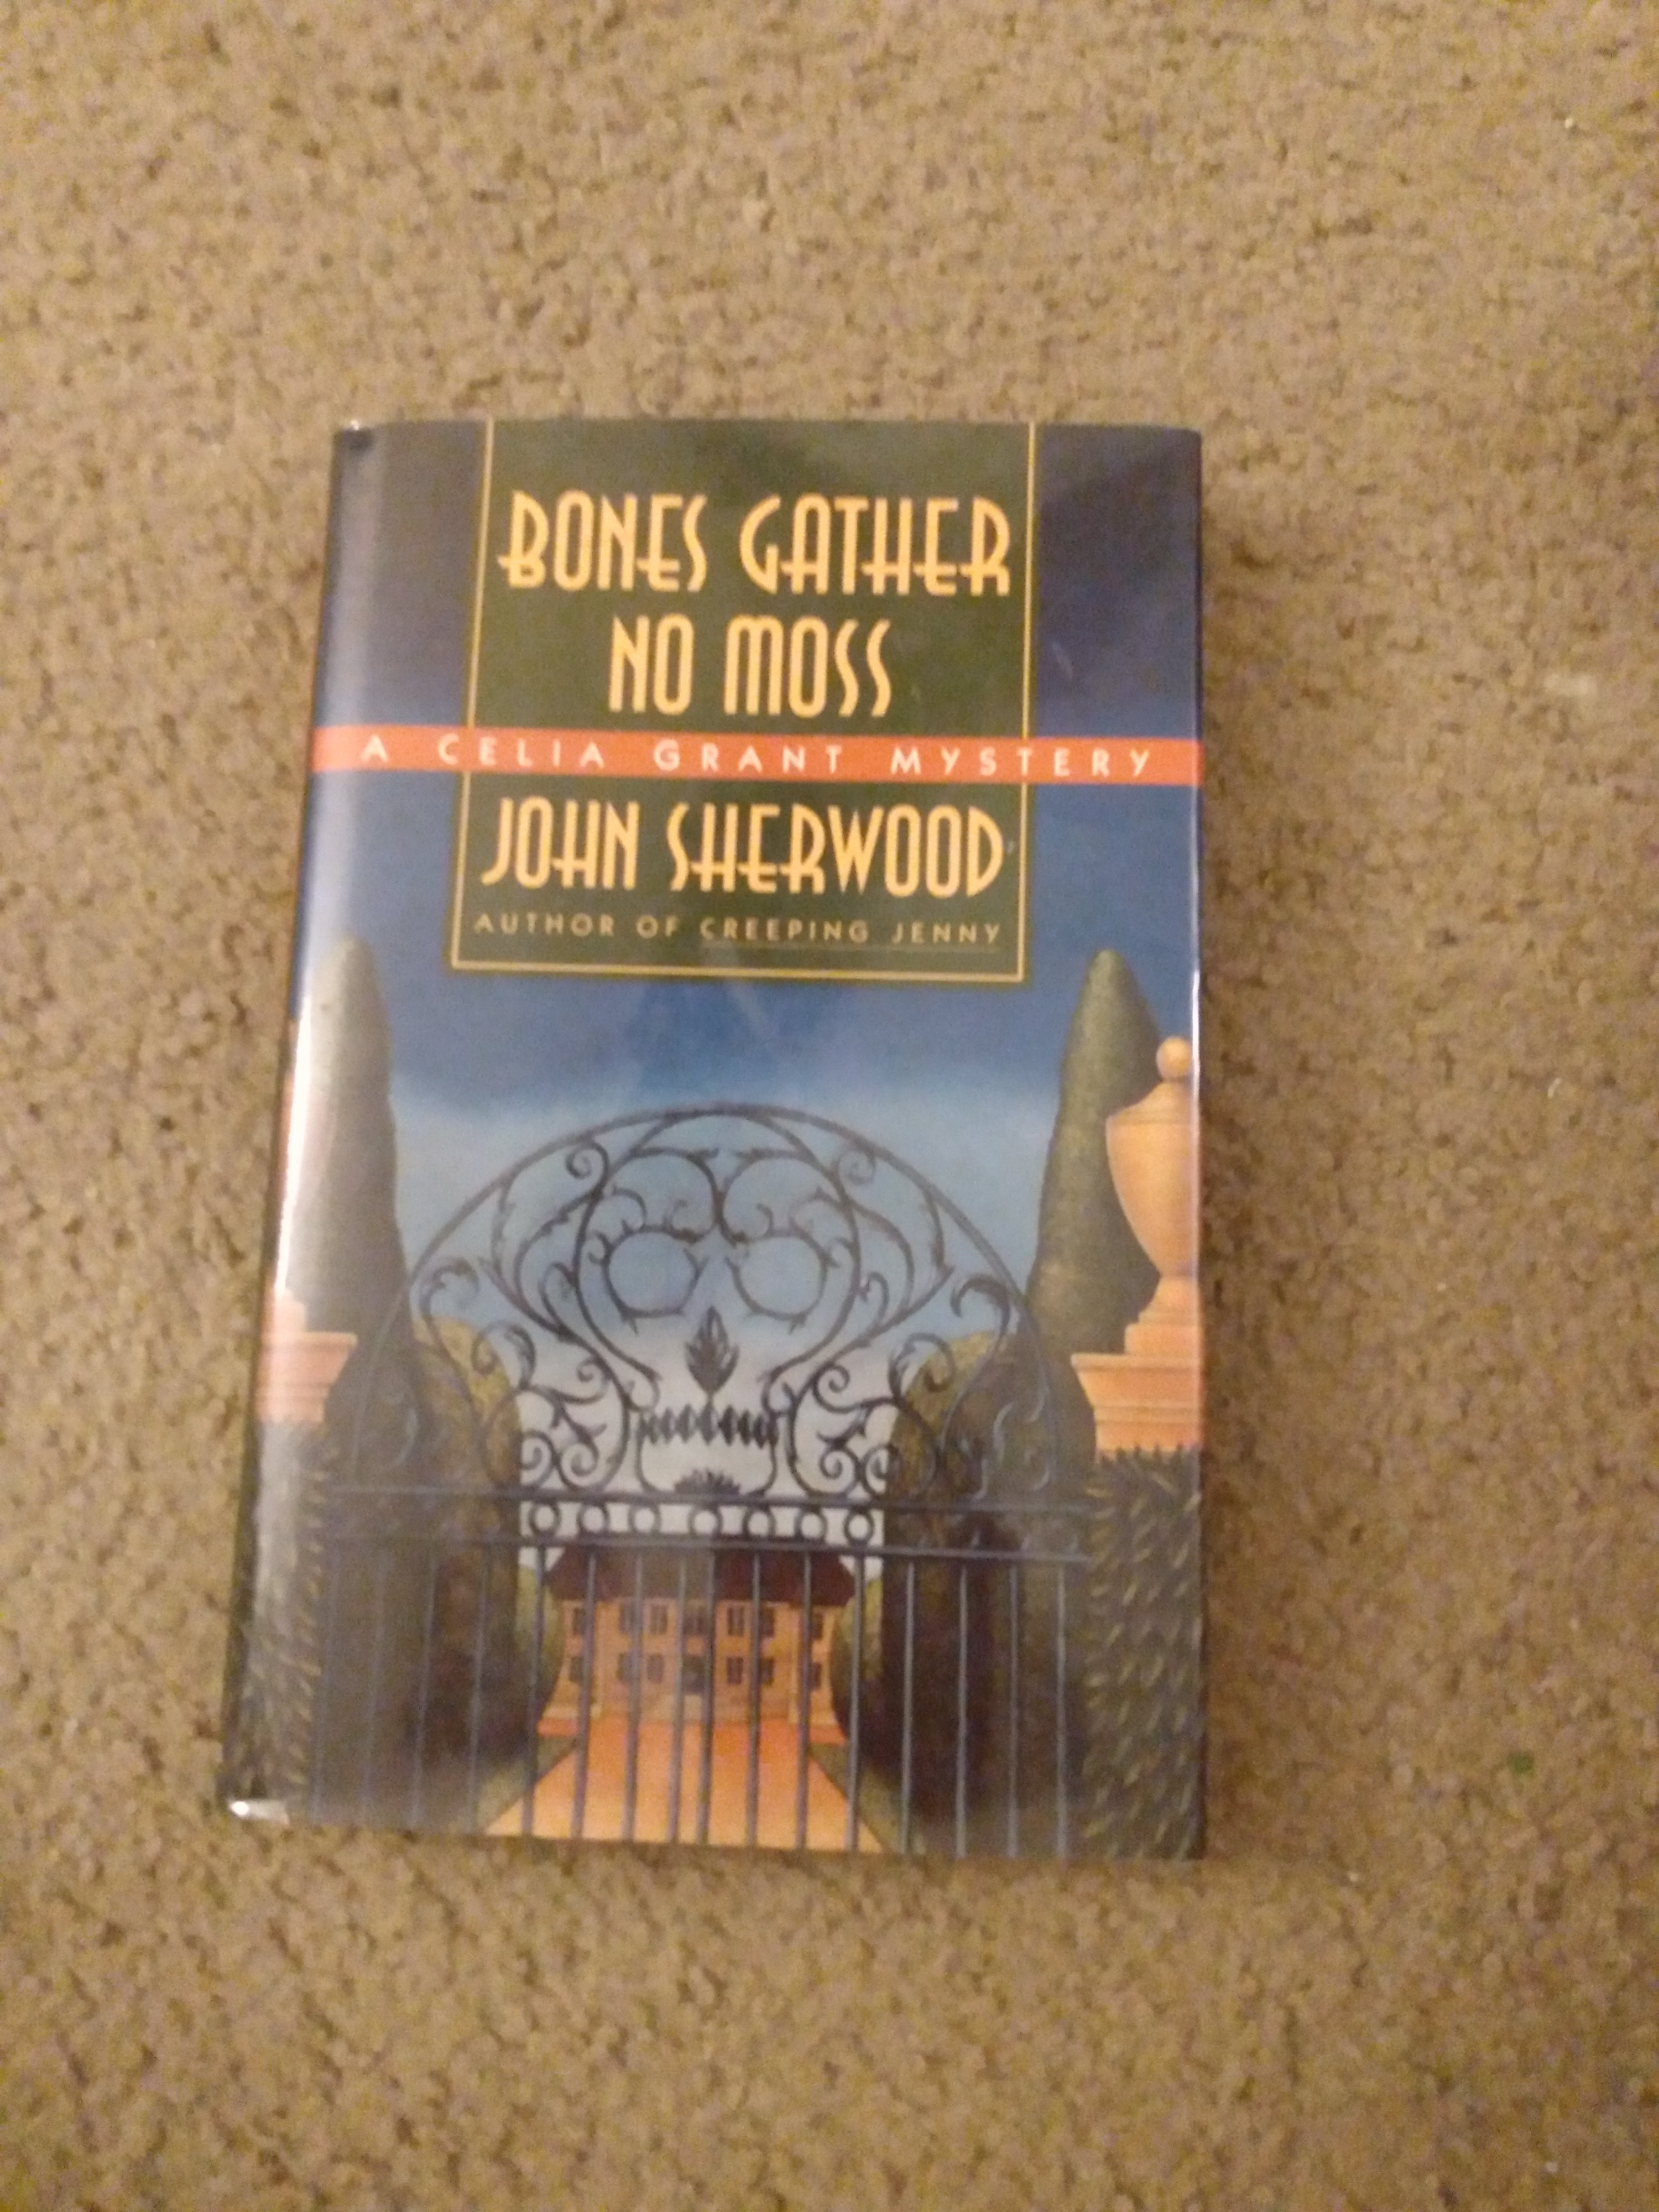 BONES GATHER
NO MOSS
A CELIA GRANT MYSTERY
JOHN SHERWOOD
AUTHOR OF CREEPING JENNY